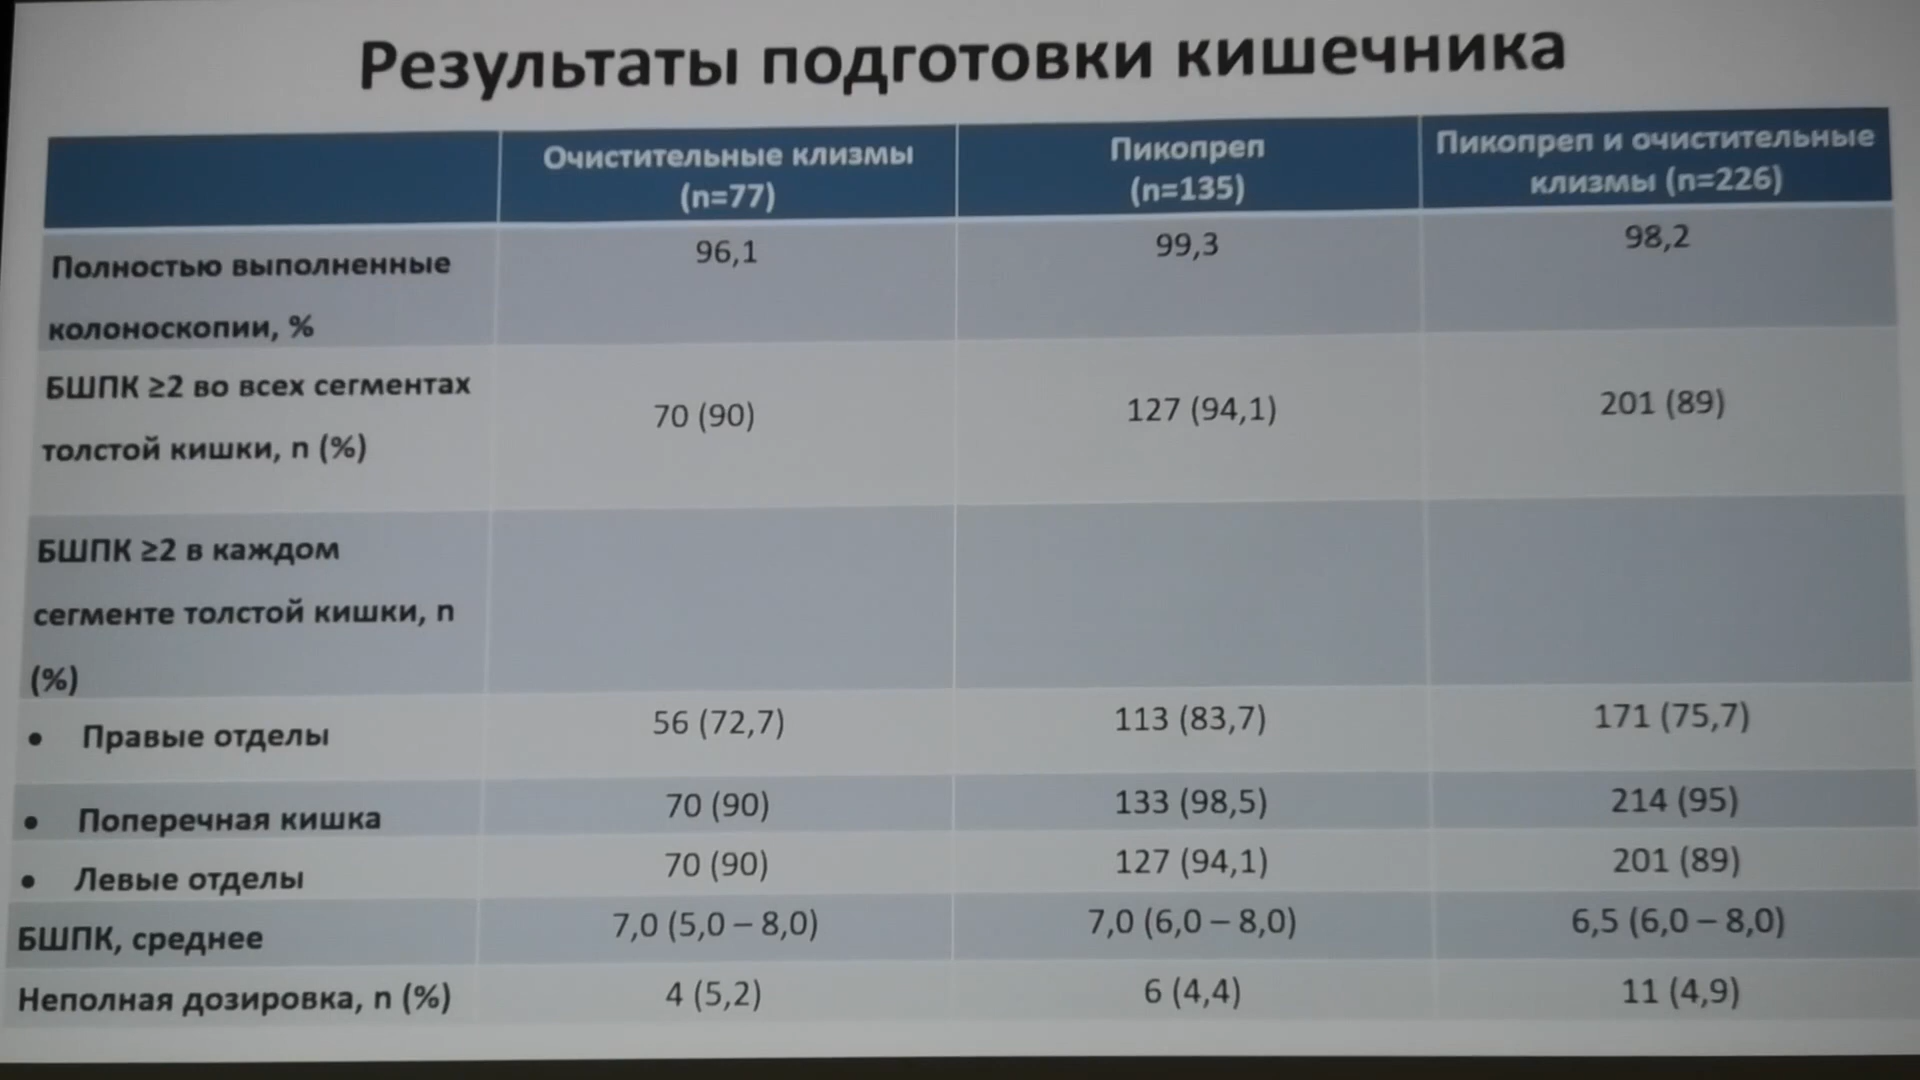 Результаты подготовки кишечника
Очистительные клизмы
(n=77)
Пикопреп
(n=135)
Пикопреп и очистительные
клизмы (n=226)
Полностью выполненные
колоноскопии, %
96,1
99,3
98,2
БШПК ≥2 во всех сегментах
толстой кишки, n (%)
70 (90)
127 (94,1)
201 (89)
БШПК ≥2 в каждом
сегменте толстой кишки, n
(%)
• Правые отделы
56 (72,7)
113 (83,7)
171 (75,7)
• Поперечная кишка
70 (90)
133 (98,5)
214 (95)
• Левые отделы
70 (90)
127 (94,1)
201 (89)
БШПК, среднее
7,0 (5,0 – 8,0)
7,0 (6,0 – 8,0)
6,5 (6,0 – 8,0)
Неполная дозировка, n (%)
4 (5,2)
6 (4,4)
11 (4,9)